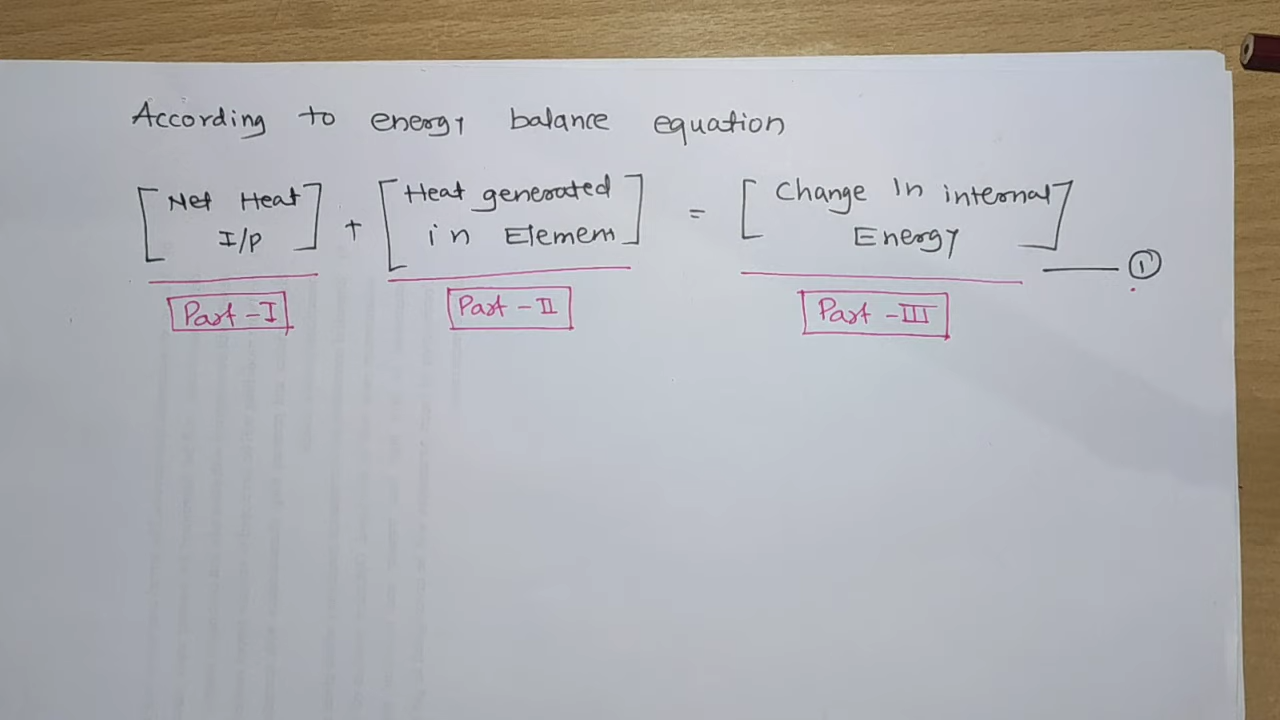 According to energy balance equation
[Net Heat I/P] + [Heat generated in Elemen] = [Change In internal Energy] — ①
Part - I Part - II Part - III